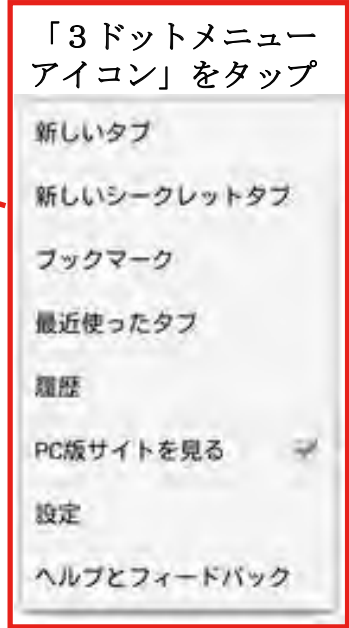 「３ドットメニュー
アイコン」をタップ
新しいタブ
新しいシークレットタブ
ブックマーク
最近使ったタブ
履歴
PC版サイトを見る
設定
ヘルプとフィードバック